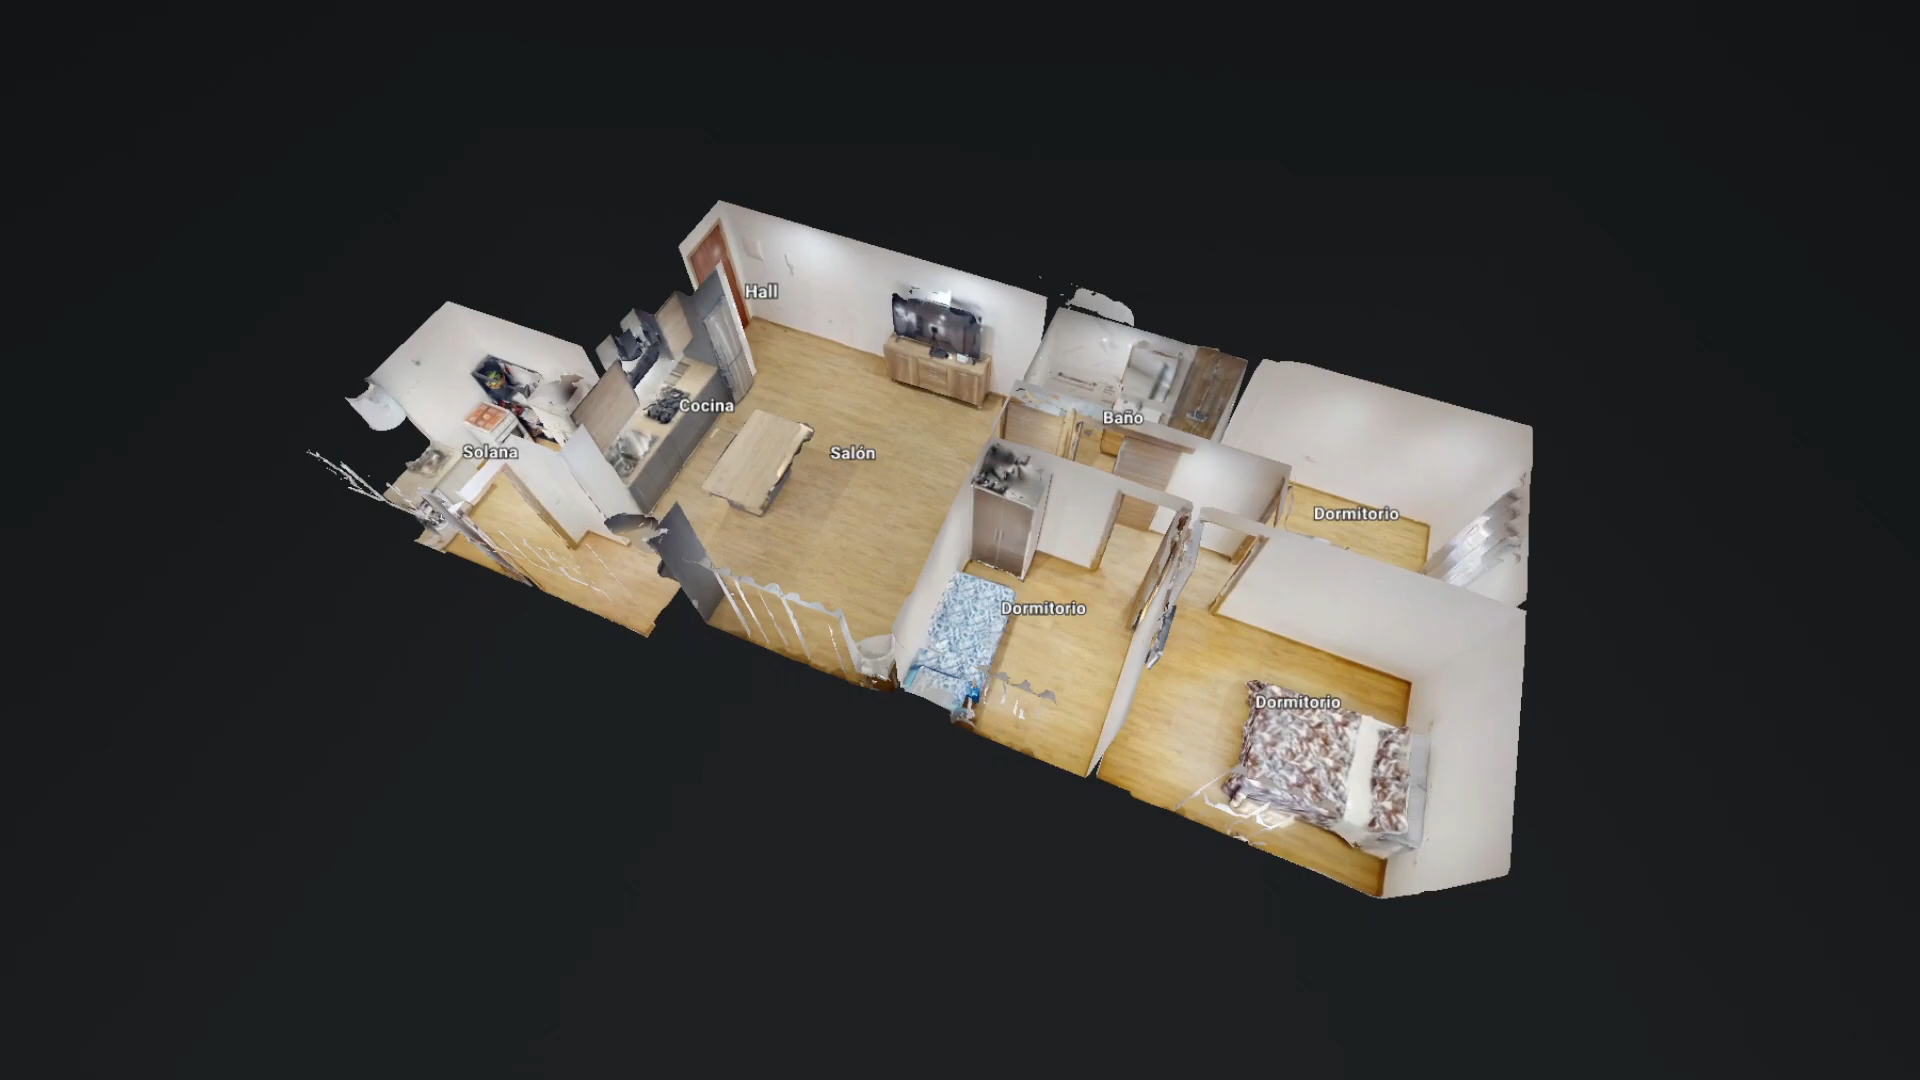 Hall
Cocina
Baño
Solana
Salón
Dormitorio
Dormitorio
Dormitorio